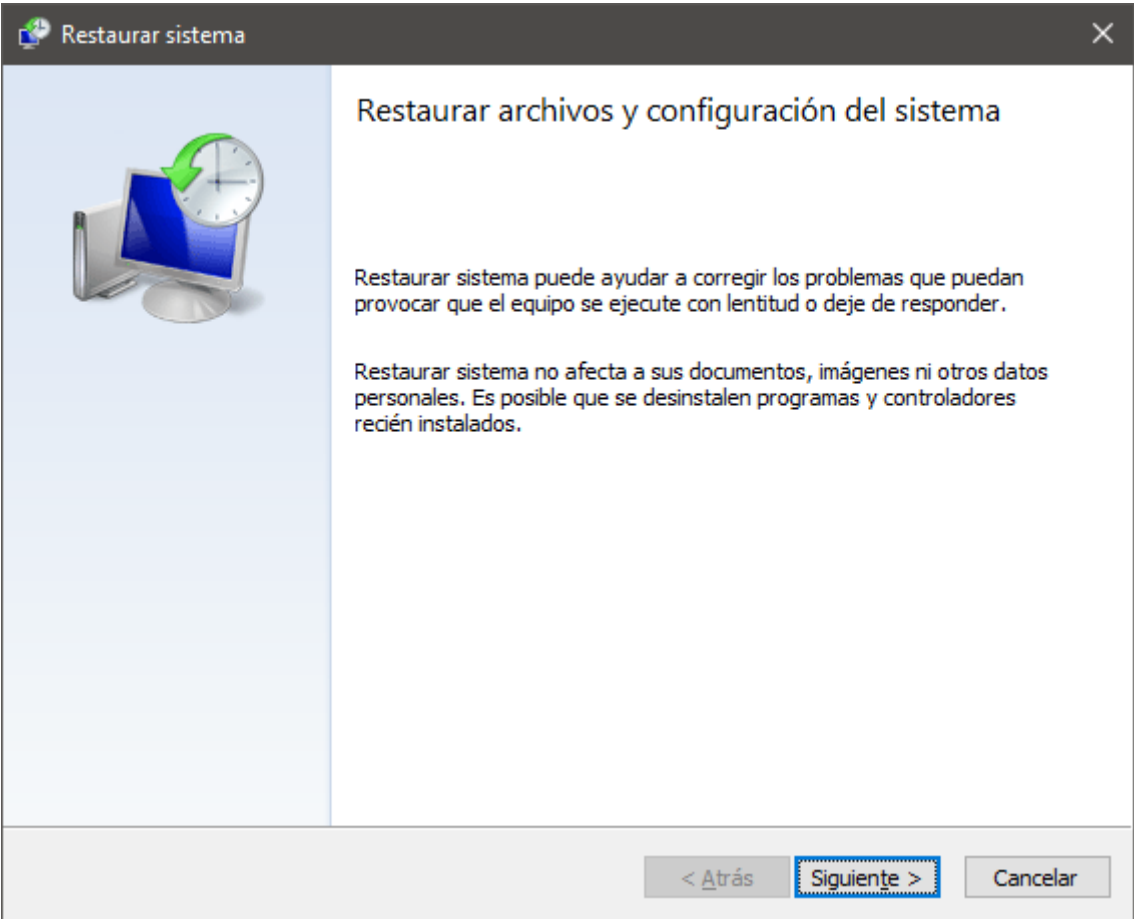 Restaurar sistema
Restaurar archivos y configuración del sistema
Restaurar sistema puede ayudar a corregir los problemas que puedan
provocar que el equipo se ejecute con lentitud o deje de responder.
Restaurar sistema no afecta a sus documentos, imágenes ni otros datos
personales. Es posible que se desinstalen programas y controladores
recién instalados.
< Atrás Siguiente > Cancelar